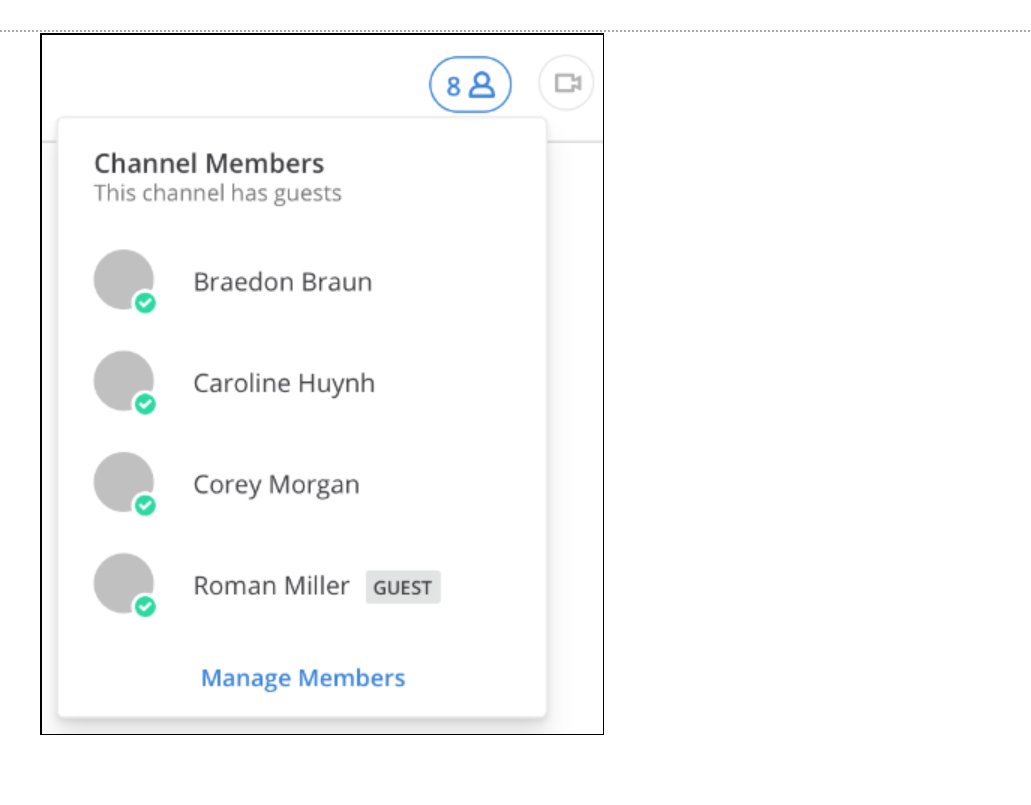 8
Channel Members
This channel has guests
Braedon Braun
Caroline Huynh
Corey Morgan
Roman Miller GUEST
Manage Members